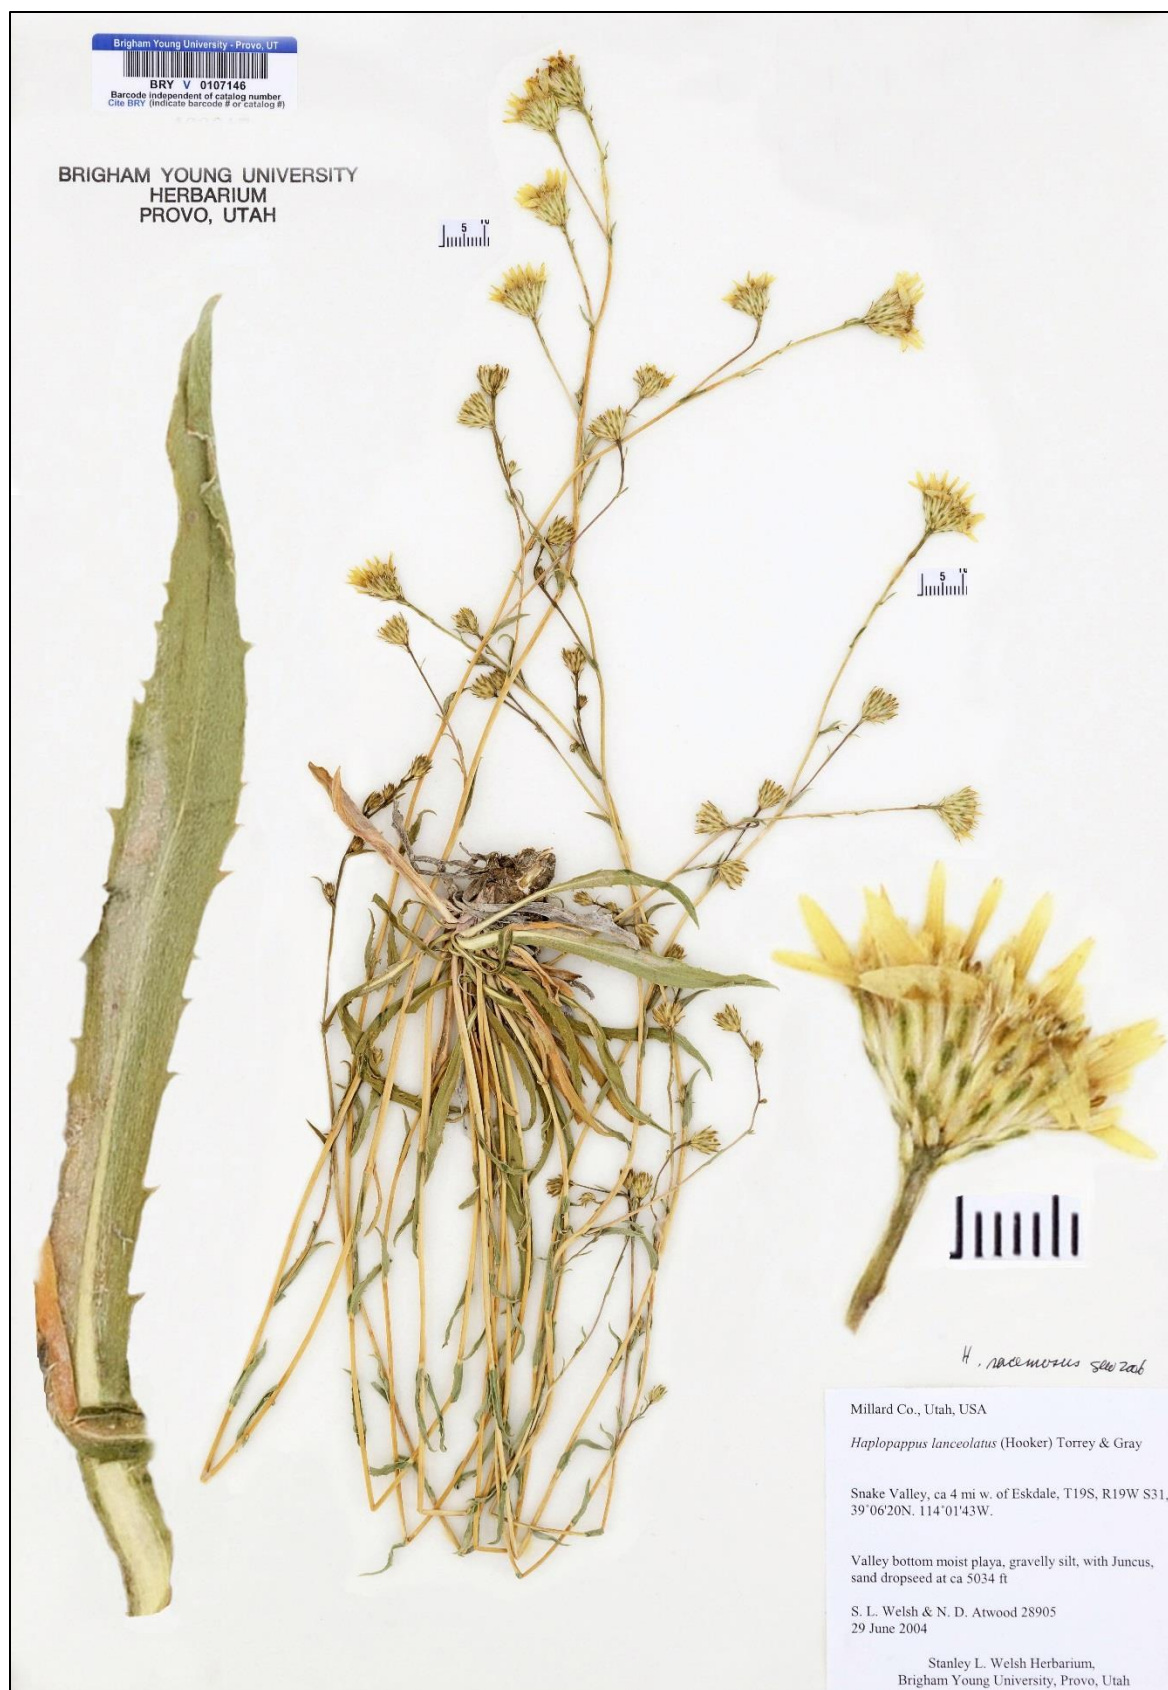 Brigham Young University - Provo, UT
BRY V 0107146
Barcode independent of catalog number
Cite BRY (indicate barcode # or catalog #)
BRIGHAM YOUNG UNIVERSITY
HERBARIUM
PROVO, UTAH
5 10
5 10
H. racemosus slw 2006
Millard Co., Utah, USA
Haplopappus lanceolatus (Hooker) Torrey & Gray
Snake Valley, ca 4 mi w. of Eskdale, T19S, R19W S31,
39°06'20N. 114°01'43W.
Valley bottom moist playa, gravelly silt, with Juncus,
sand dropseed at ca 5034 ft
S. L. Welsh & N. D. Atwood 28905
29 June 2004
Stanley L. Welsh Herbarium,
Brigham Young University, Provo, Utah